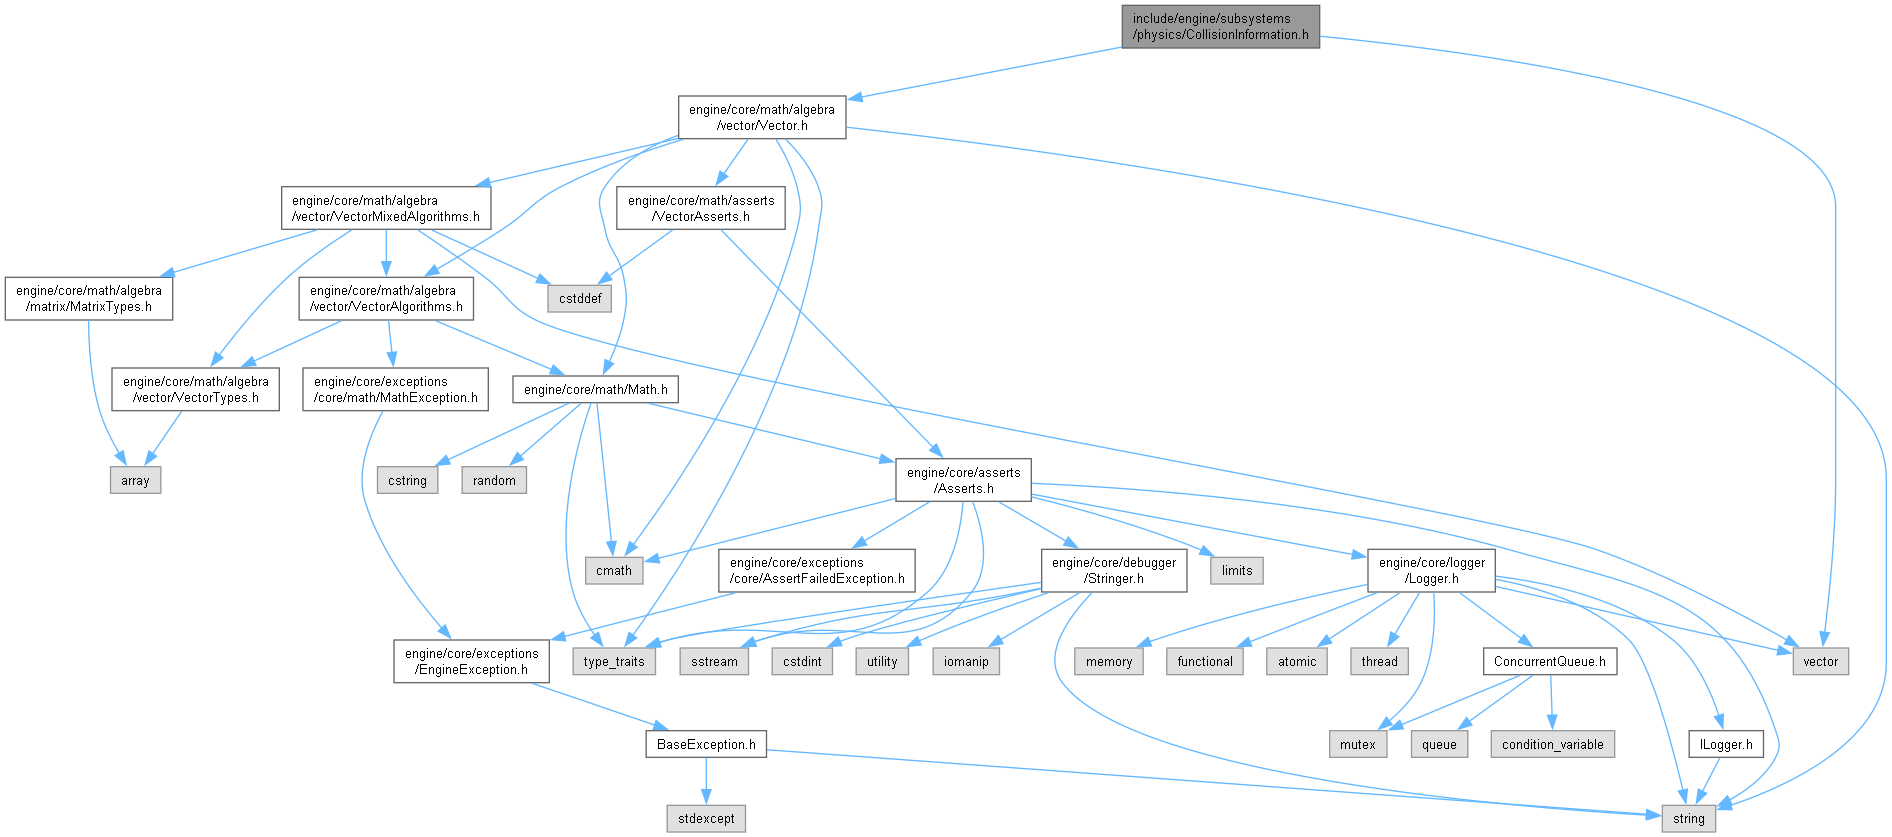 include/engine/subsystems
/physics/CollisionInformation.h
engine/core/math/algebra
/vector/Vector.h
engine/core/math/algebra
/vector/VectorMixedAlgorithms.h
engine/core/math/asserts
/VectorAsserts.h
engine/core/math/algebra
/matrix/MatrixTypes.h
engine/core/math/algebra
/vector/VectorAlgorithms.h
cstddef
engine/core/math/algebra
/vector/VectorTypes.h
engine/core/exceptions
/core/math/MathException.h
engine/core/math/Math.h
array
cstring
random
engine/core/asserts
/Asserts.h
cmath
engine/core/exceptions
/core/AssertFailedException.h
engine/core/debugger
/Stringer.h
limits
engine/core/logger
/Logger.h
engine/core/exceptions
/EngineException.h
type_traits
sstream
cstdint
utility
iomanip
memory
functional
atomic
thread
ConcurrentQueue.h
vector
BaseException.h
mutex
queue
condition_variable
ILogger.h
stdexcept
string